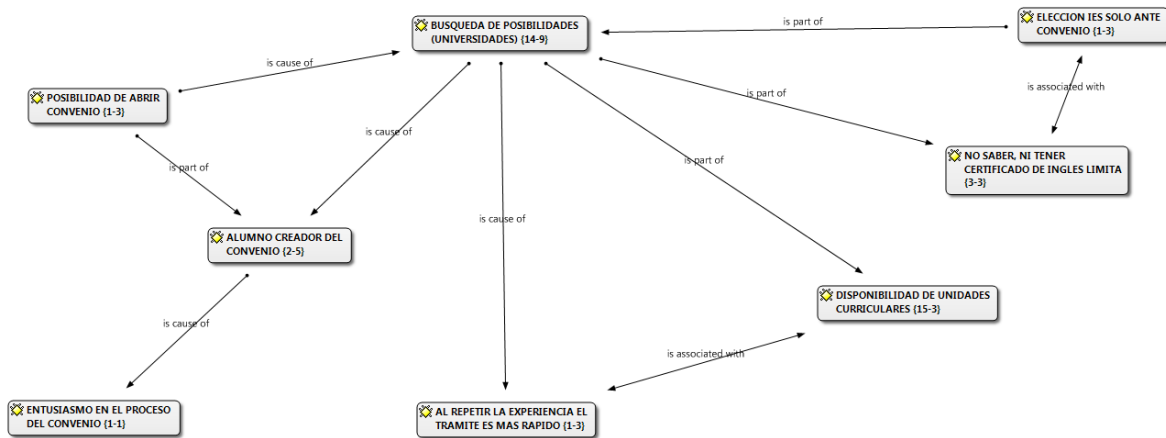 BUSQUEDA DE POSIBILIDADES
(UNIVERSIDADES) {14-9}
is part of
ELECCION IES SOLO ANTE
CONVENIO {1-3}
is cause of
is associated with
POSIBILIDAD DE ABRIR
CONVENIO {1-3}
is part of
is cause of
is part of
is part of
NO SABER, NI TENER
CERTIFICADO DE INGLES LIMITA
{3-3}
is cause of
ALUMNO CREADOR DEL
CONVENIO {2-5}
DISPONIBILIDAD DE UNIDADES
CURRICULARES {15-3}
is cause of
is associated with
ENTUSIASMO EN EL PROCESO
DEL CONVENIO {1-1}
AL REPETIR LA EXPERIENCIA EL
TRAMITE ES MAS RAPIDO {1-3}